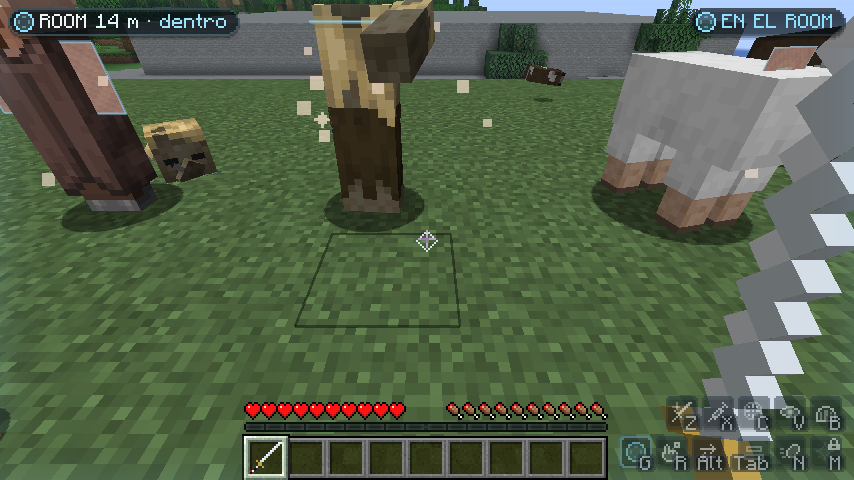 ROOM 14 m · dentro
EN EL ROOM
Z X C V B
G R Alt Tab N M